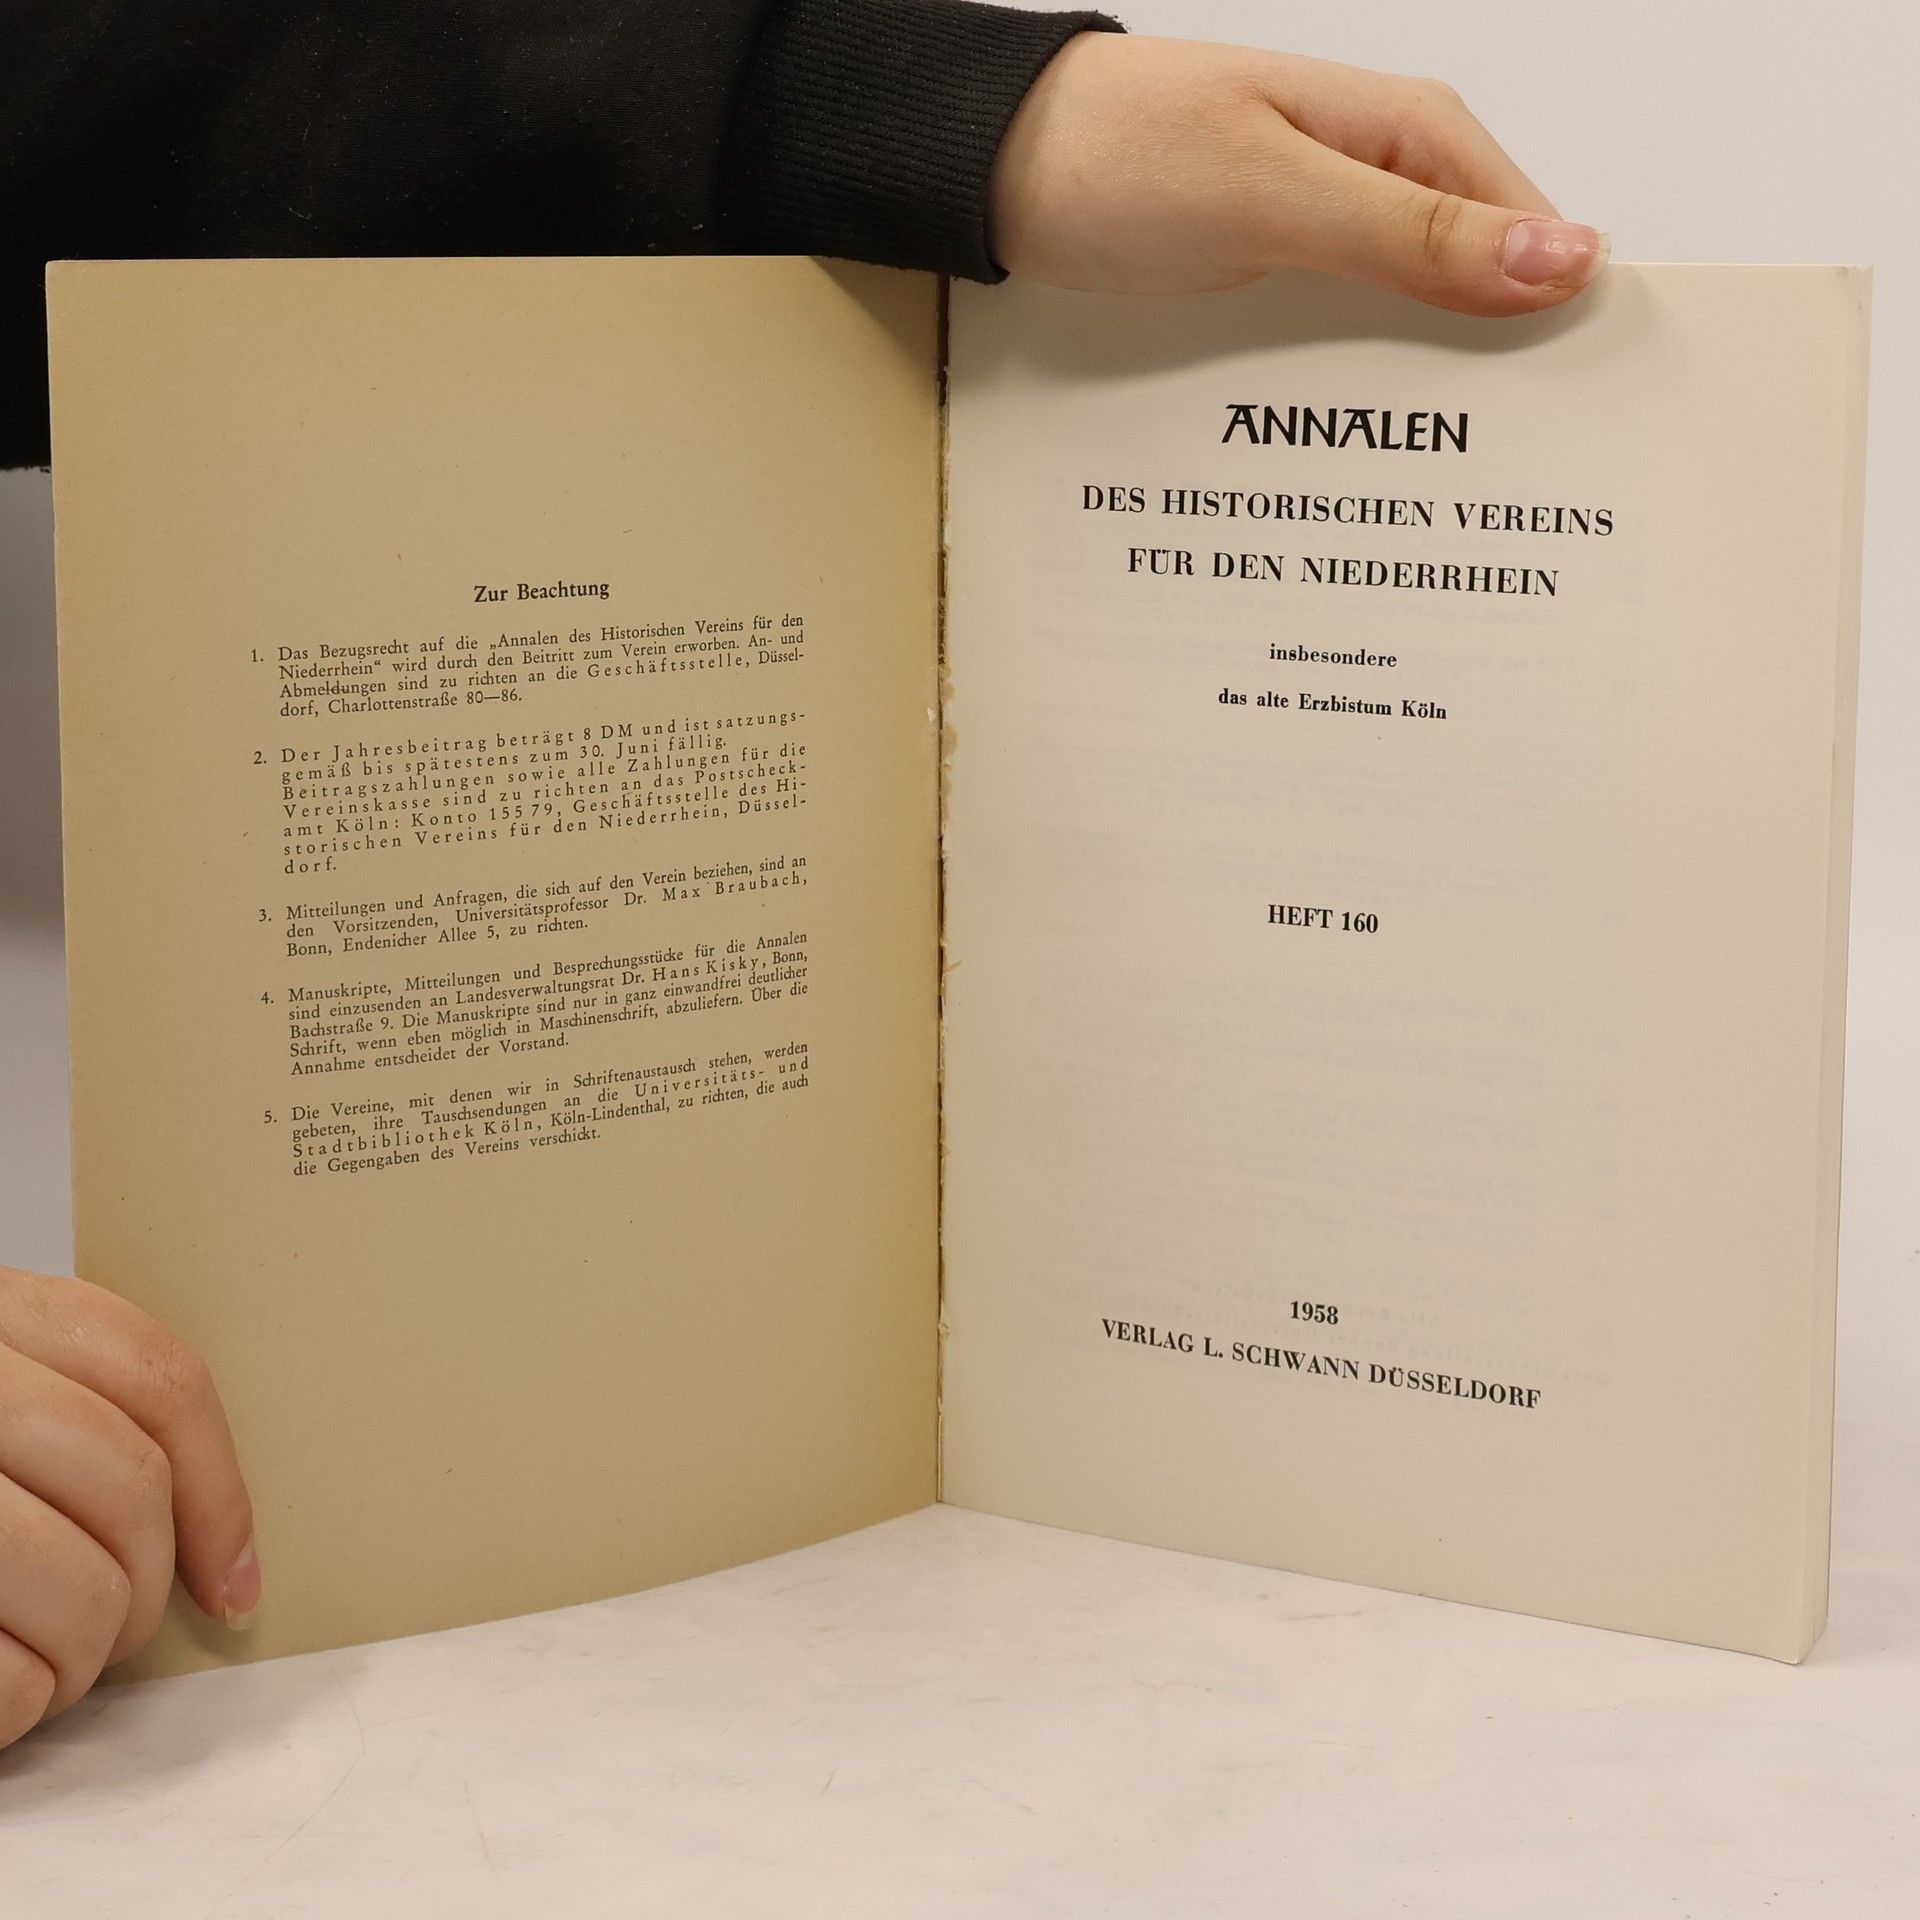 Zur Beachtung
1. Das Bezugsrecht auf die „Annalen des Historischen Vereins für den
Niederrhein“ wird durch den Beitritt zum Verein erworben. An- und
Abmeldungen sind zu richten an die Geschäftsstelle, Düssel-
dorf, Charlottenstraße 80—86.
2. Der Jahresbeitrag beträgt 8 DM und ist satzungs-
gemäß bis spätestens zum 30. Juni fällig.
Beitragszahlungen sowie alle Zahlungen für die
Vereinskasse sind zu richten an das Postscheck-
amt Köln: Konto 15579, Geschäftsstelle des Hi-
storischen Vereins für den Niederrhein, Düssel-
dorf.
3. Mitteilungen und Anfragen, die sich auf den Verein beziehen, sind an
den Vorsitzenden, Universitätsprofessor Dr. Max Braubach,
Bonn, Endenicher Allee 5, zu richten.
4. Manuskripte, Mitteilungen und Besprechungsstücke für die Annalen
sind einzusenden an Landesverwaltungsrat Dr. Hans Kisky, Bonn,
Bachstraße 9. Die Manuskripte sind nur in ganz einwandfrei deutlicher
Schrift, wenn eben möglich in Maschinenschrift, abzuliefern. Über die
Annahme entscheidet der Vorstand.
5. Die Vereine, mit denen wir in Schriftenaustausch stehen, werden
gebeten, ihre Tauschsendungen an die Universitäts- und
Stadtbibliothek Köln, Köln-Lindenthal, zu richten, die auch
die Gegengaben des Vereins verschickt.
ANNALEN
DES HISTORISCHEN VEREINS
FÜR DEN NIEDERRHEIN
insbesondere
das alte Erzbistum Köln
HEFT 160
1958
VERLAG L. SCHWANN DÜSSELDORF